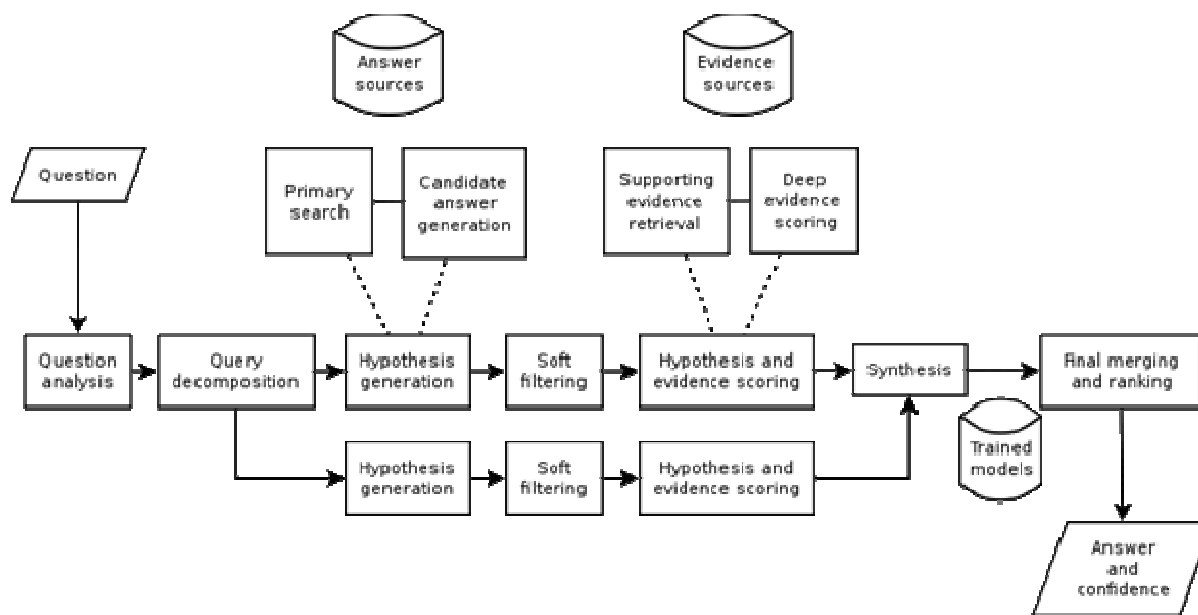 Answer
sources
Evidence
sources
Question
Primary
search
Candidate
answer
generation
Supporting
evidence
retrieval
Deep
evidence
scoring
Question
analysis
Query
decomposition
Hypothesis
generation
Soft
filtering
Hypothesis and
evidence scoring
Synthesis
Final merging
and ranking
Hypothesis
generation
Soft
filtering
Hypothesis and
evidence scoring
Trained
models
Answer
and
confidence